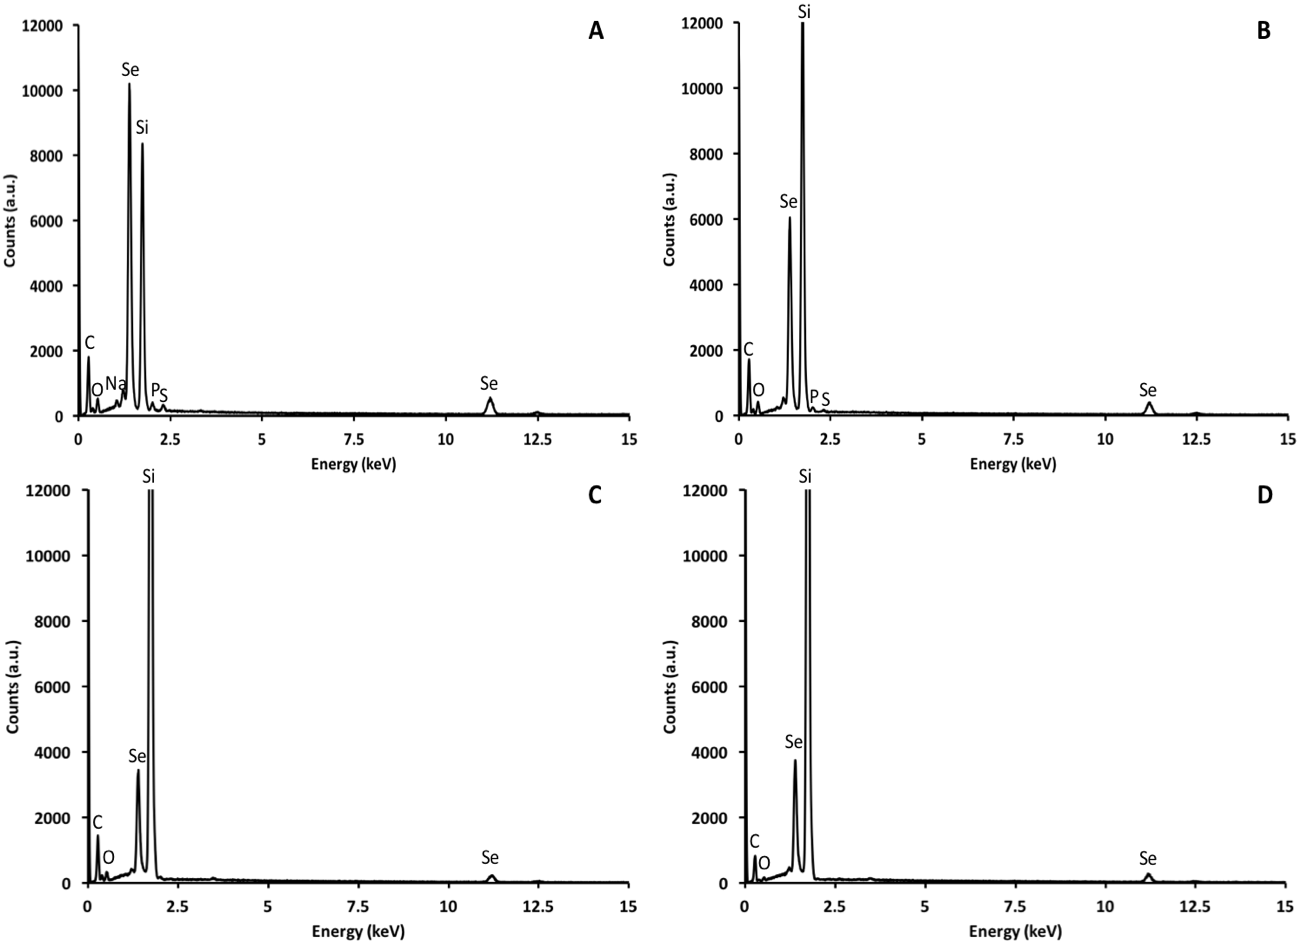 A
12000
10000
8000
6000
4000
2000
0
Counts (a.u.)
Se
Si
C
O
Na
P
S
Se
0 2.5 5 7.5 10 12.5 15
Energy (keV)
B
12000
10000
8000
6000
4000
2000
0
Counts (a.u.)
Si
Se
C
O
P
S
Se
0 2.5 5 7.5 10 12.5 15
Energy (keV)
C
12000
10000
8000
6000
4000
2000
0
Counts (a.u.)
Si
Se
C
O
Se
0 2.5 5 7.5 10 12.5 15
Energy (keV)
D
12000
10000
8000
6000
4000
2000
0
Counts (a.u.)
Si
Se
C
O
Se
0 2.5 5 7.5 10 12.5 15
Energy (keV)